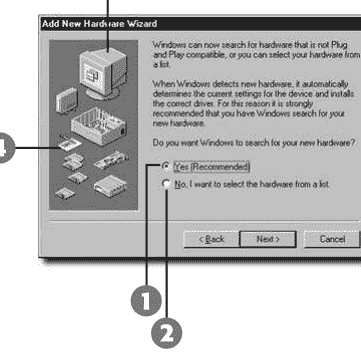 Add New Hardware Wizard
Windows can now search for hardware that is not Plug
and Play compatible, or you can select your hardware from
a list.
When Windows detects new hardware, it automatically
determines the current settings for the device and installs
the correct driver. For this reason it is strongly
recommended that you have Windows search for your
new hardware.
Do you want Windows to search for your new hardware?
4
1
Yes (Recommended)
No, I want to select the hardware from a list.
< Back
Next >
Cancel
1
2